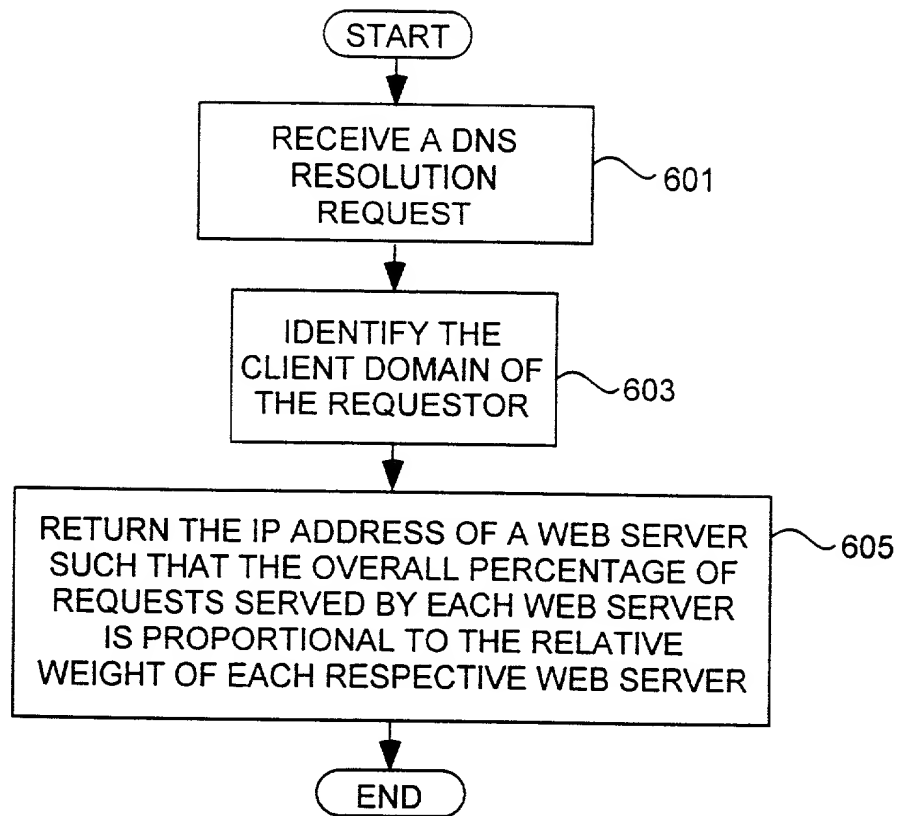 START
RECEIVE A DNS
RESOLUTION
REQUEST
601
IDENTIFY THE
CLIENT DOMAIN OF
THE REQUESTOR
603
RETURN THE IP ADDRESS OF A WEB SERVER
SUCH THAT THE OVERALL PERCENTAGE OF
REQUESTS SERVED BY EACH WEB SERVER
IS PROPORTIONAL TO THE RELATIVE
WEIGHT OF EACH RESPECTIVE WEB SERVER
605
END